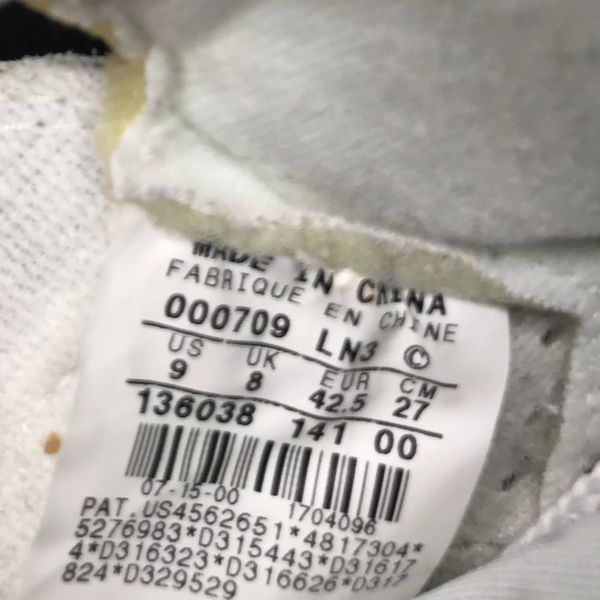 MADE IN CHINA
FABRIQUE EN CHINE
000709 LN3 ©
US UK EUR CM
9 8 42.5 27
136038 141 00
07-15-00 1704096
PAT.US4562651*4817304*
5276983*D315443*D31617
4*D316323*D316626*D317
824*D329529